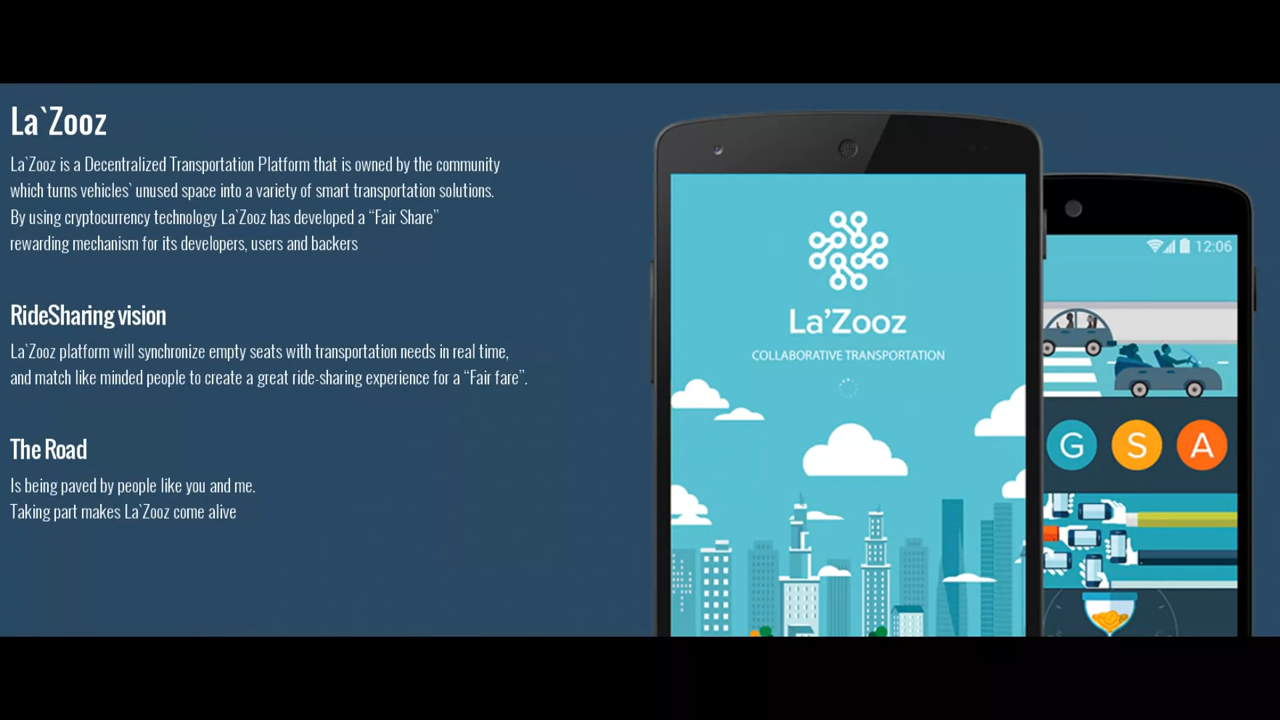 La`Zooz
La`Zooz is a Decentralized Transportation Platform that is owned by the community
which turns vehicles` unused space into a variety of smart transportation solutions.
By using cryptocurrency technology La`Zooz has developed a “Fair Share”
rewarding mechanism for its developers, users and backers
RideSharing vision
La`Zooz platform will synchronize empty seats with transportation needs in real time,
and match like minded people to create a great ride-sharing experience for a “Fair fare”.
The Road
Is being paved by people like you and me.
Taking part makes La`Zooz come alive
La’Zooz
COLLABORATIVE TRANSPORTATION
12:06
G S A